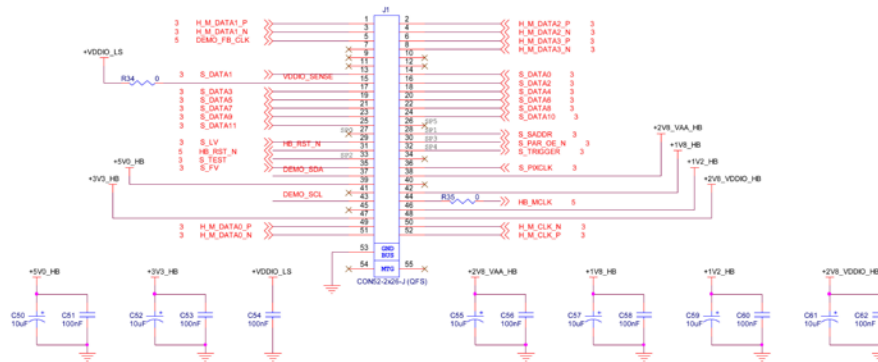 J1
3 H_M_DATA1_P 1 2 H_M_DATA2_P 3
3 H_M_DATA1_N 3 4 H_M_DATA2_N 3
5 DEMO_FB_CLK 5 6 H_M_DATA3_P 3
7 8 H_M_DATA3_N 3
+VDDIO_LS 9 10
11 12
3 S_DATA1 13 14 S_DATA0 3
R34 0 VDDIO_SENSE 15 16 S_DATA2 3
3 S_DATA3 17 18 S_DATA4 3
3 S_DATA5 19 20 S_DATA6 3
3 S_DATA7 21 22 S_DATA8 3
3 S_DATA9 23 24 S_DATA10 3
3 S_DATA11 25 26 SP5
SP0 27 28 SP1 S_SADDR 3
3 S_LV 29 30 SP3 S_PAR_OE_N 3
5 HB_RST_N HB_RST_N 31 32 SP4 S_TRIGGER 3
3 S_TEST SP2 33 34
3 S_FV 35 36 S_PIXCLK 3
DEMO_SDA 37 38 +2V8_VAA_HB
+5V0_HB 39 40
41 42 +1V8_HB
DEMO_SCL 43 44 R35 0 HB_MCLK 5
45 46 +1V2_HB
+3V3_HB 47 48 +2V8_VDDIO_HB
3 H_M_DATA0_P 49 50 H_M_CLK_N 3
3 H_M_DATA0_N 51 52 H_M_CLK_P 3
53 GND
BUS
54 MTG 55
CON52-2x26-J (QFS)
+5V0_HB +3V3_HB +VDDIO_LS +2V8_VAA_HB +1V8_HB +1V2_HB +2V8_VDDIO_HB
C50 C51 C52 C53 C54 C55 C56 C57 C58 C59 C60 C61 C62
10uF 100nF 10uF 100nF 100nF 10uF 100nF 10uF 100nF 10uF 100nF 10uF 100nF